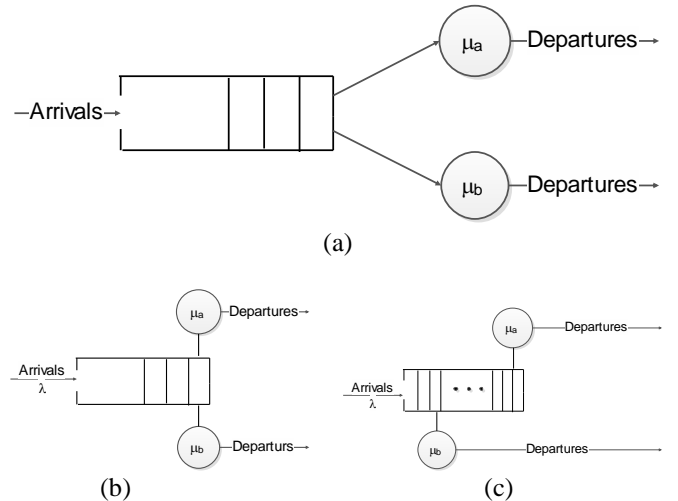 μa
Departures
Arrivals
μb
Departures
(a)
μa
Departures
Arrivals
λ
μb
Departurs
(b)
μa
Departures
Arrivals
λ
μb
Departures
(c)